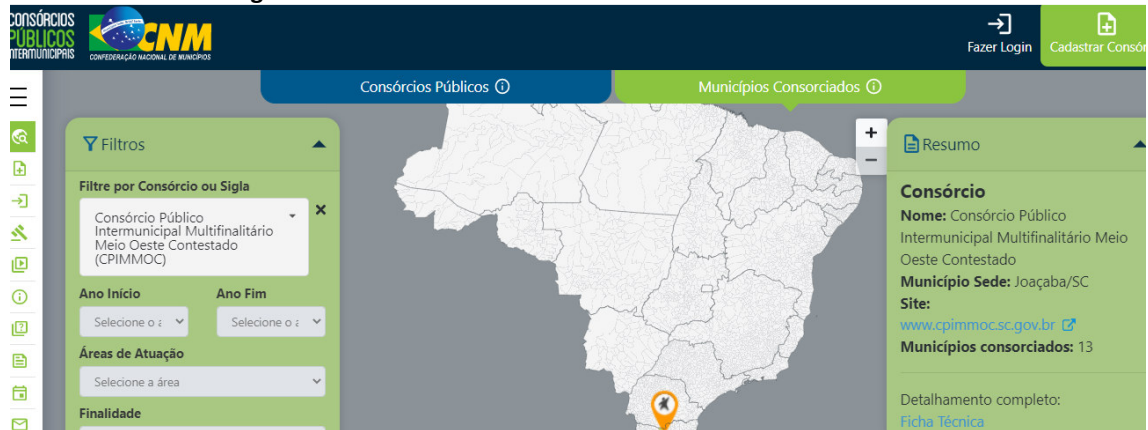 CONSÓRCIOS
PÚBLICOS
INTERMUNICIPAIS
CNM
CONFEDERAÇÃO NACIONAL DE MUNICÍPIOS
Fazer Login
Cadastrar Consór
Consórcios Públicos
Municípios Consorciados
Filtros
Filtre por Consórcio ou Sigla
Consórcio Público
Intermunicipal Multifinalitário
Meio Oeste Contestado
(CPIMMOC)
Ano Início
Ano Fim
Selecione o a
Selecione o a
Áreas de Atuação
Selecione a área
Finalidade
+
−
Resumo
Consórcio
Nome: Consórcio Público
Intermunicipal Multifinalitário Meio
Oeste Contestado
Município Sede: Joaçaba/SC
Site:
www.cpimmoc.sc.gov.br
Municípios consorciados: 13
Detalhamento completo:
Ficha Técnica